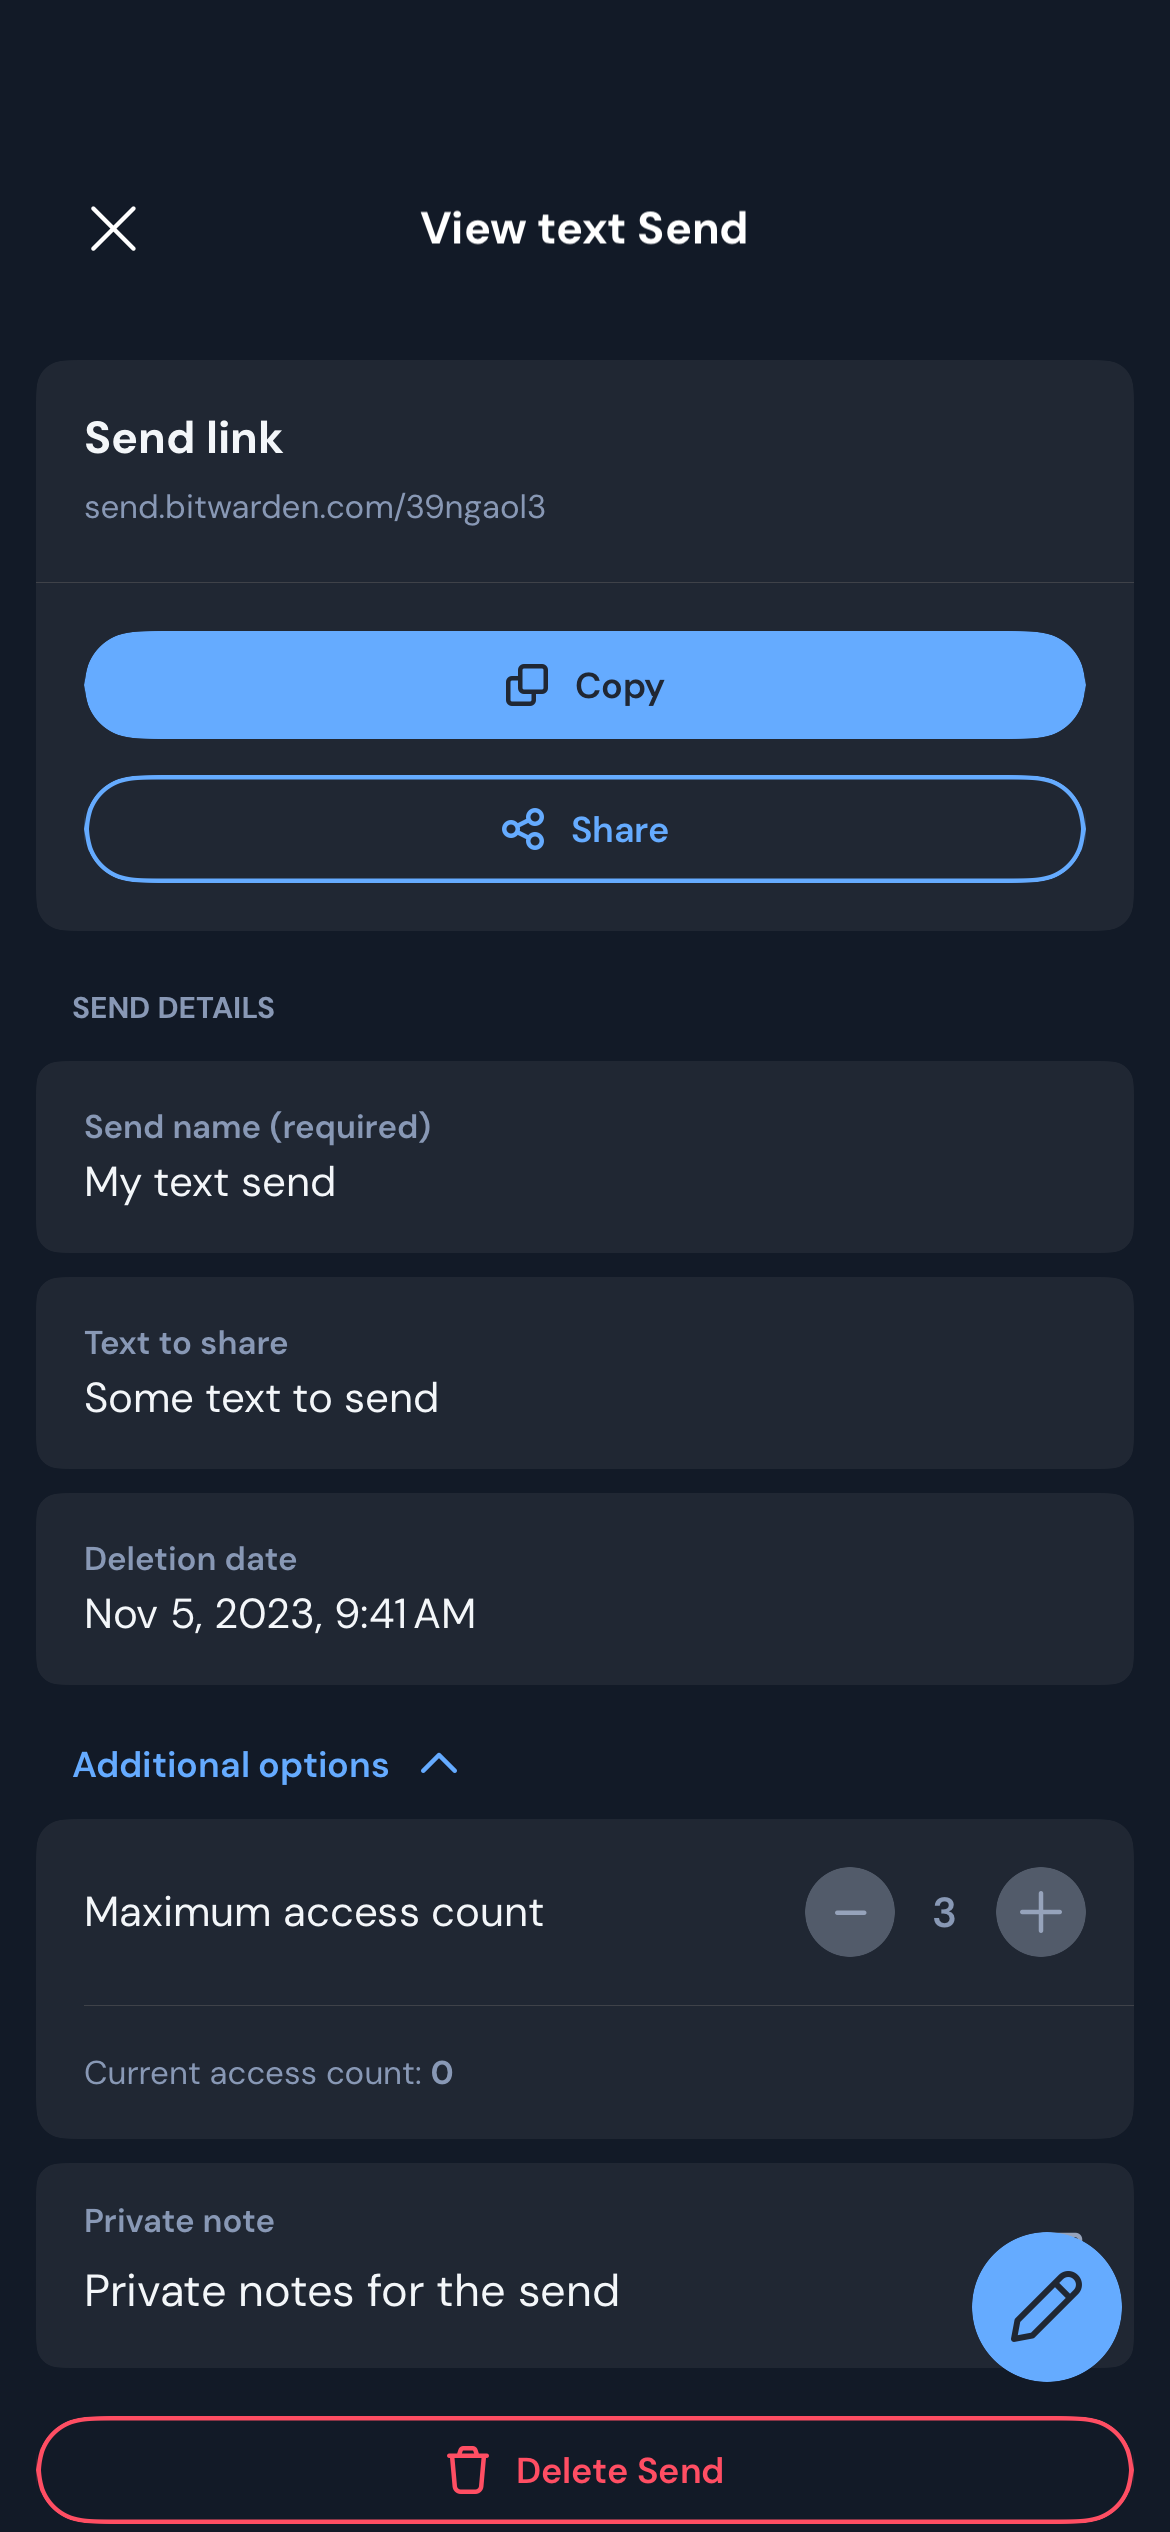 View text Send
Send link
send.bitwarden.com/39ngaol3
Copy
Share
SEND DETAILS
Send name (required)
My text send
Text to share
Some text to send
Deletion date
Nov 5, 2023, 9:41 AM
Additional options
Maximum access count 3
Current access count: 0
Private note
Private notes for the send
Delete Send